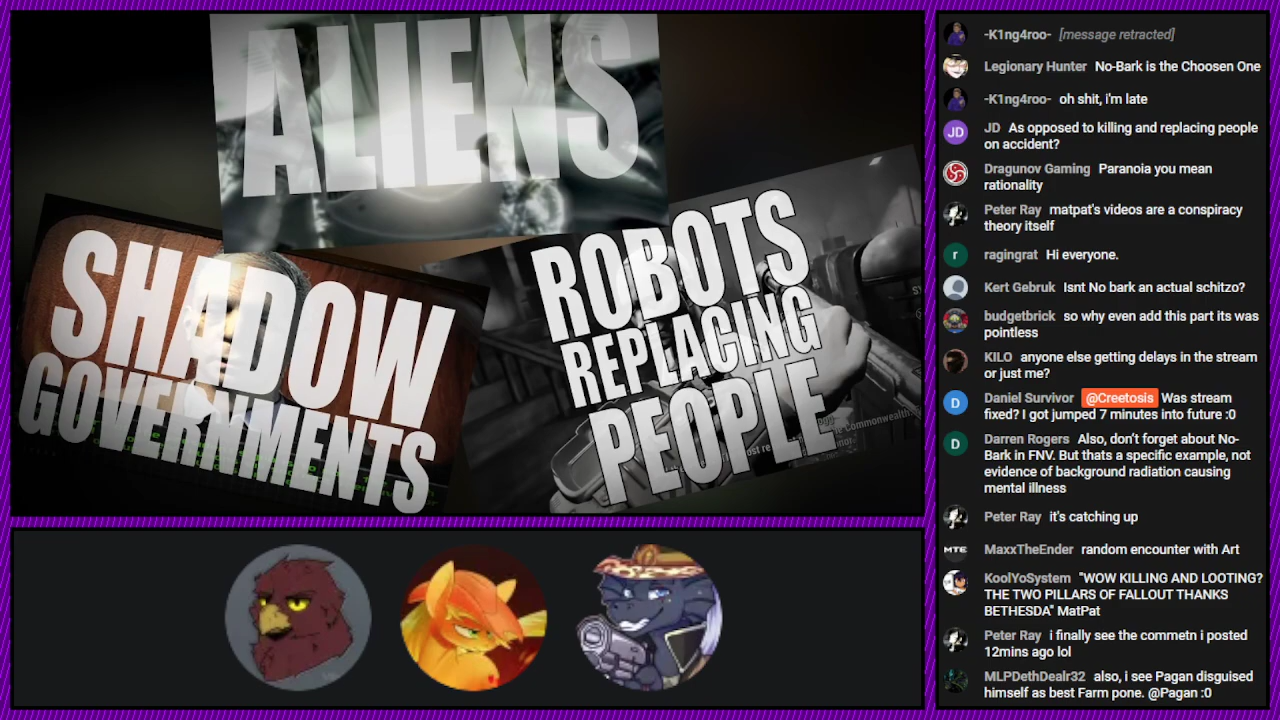 ALIENS
SHADOW
GOVERNMENTS
ROBOTS
REPLACING
PEOPLE
Commonwealth
-K1ng4roo- [message retracted]
Legionary Hunter No-Bark is the Choosen One
-K1ng4roo- oh shit, i'm late
JD JD As opposed to killing and replacing people
on accident?
Dragunov Gaming Paranoia you mean
rationality
Peter Ray matpat's videos are a conspiracy
theory itself
r ragingrat Hi everyone.
Kert Gebruk Isnt No bark an actual schitzo?
budgetbrick so why even add this part its was
pointless
KILO anyone else getting delays in the stream
or just me?
D Daniel Survivor @Creetosis Was stream
fixed? I got jumped 7 minutes into future :0
D Darren Rogers Also, don't forget about No-
Bark in FNV. But thats a specific example, not
evidence of background radiation causing
mental illness
Peter Ray it's catching up
MTE MaxxTheEnder random encounter with Art
KoolYoSystem "WOW KILLING AND LOOTING?
THE TWO PILLARS OF FALLOUT THANKS
BETHESDA" MatPat
Peter Ray i finally see the commetn i posted
12mins ago lol
MLPDethDealr32 also, i see Pagan disguised
himself as best Farm pone. @Pagan :0